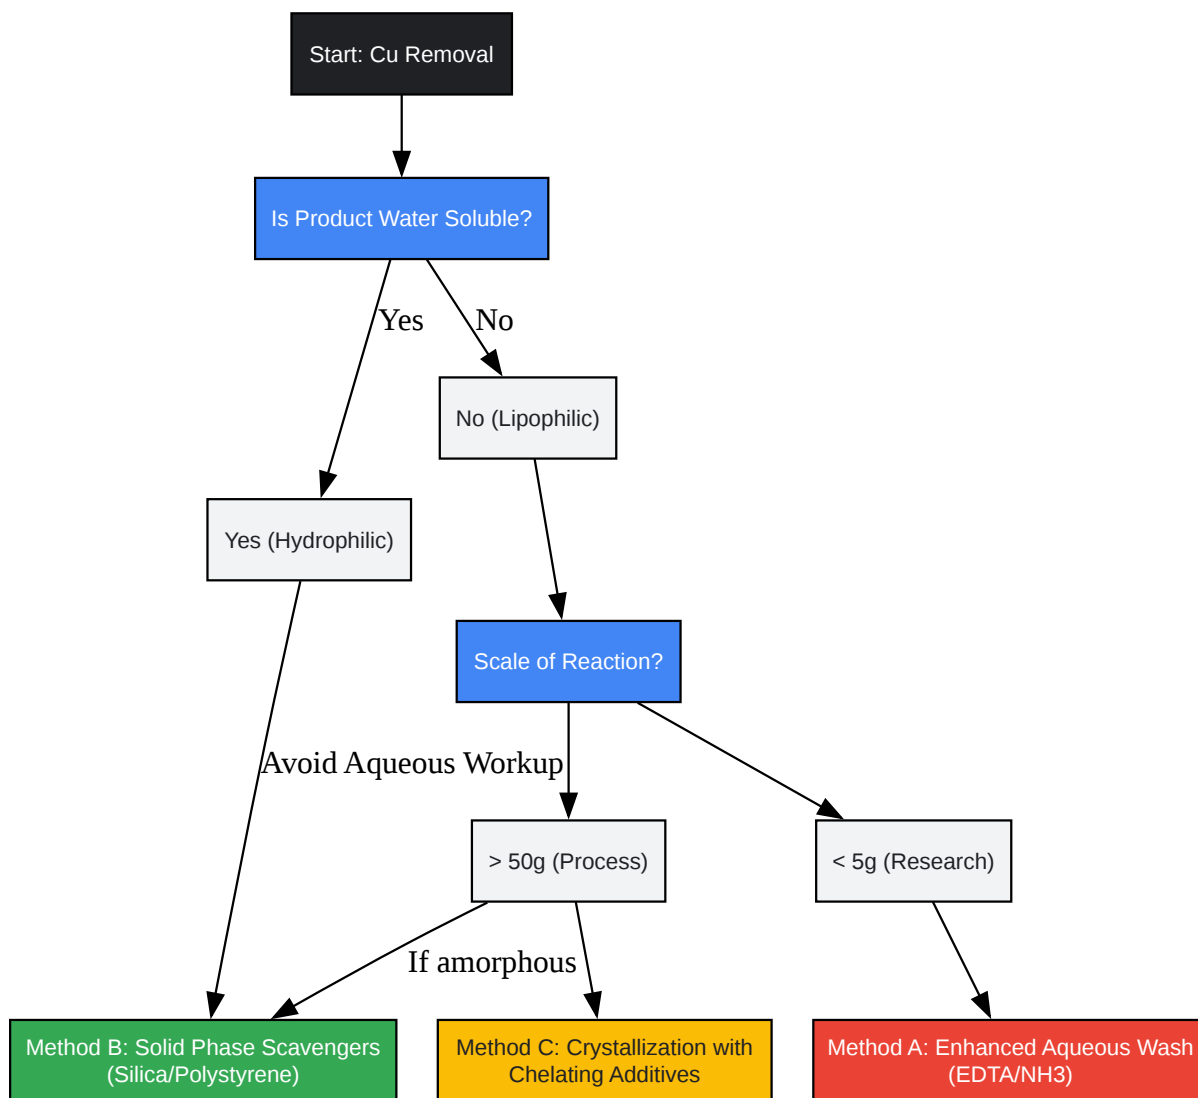 Start: Cu Removal
Is Product Water Soluble?
Yes
No
No (Lipophilic)
Yes (Hydrophilic)
Scale of Reaction?
Avoid Aqueous Workup
> 50g (Process)
< 5g (Research)
If amorphous
Method B: Solid Phase Scavengers
(Silica/Polystyrene)
Method C: Crystallization with
Chelating Additives
Method A: Enhanced Aqueous Wash
(EDTA/NH3)